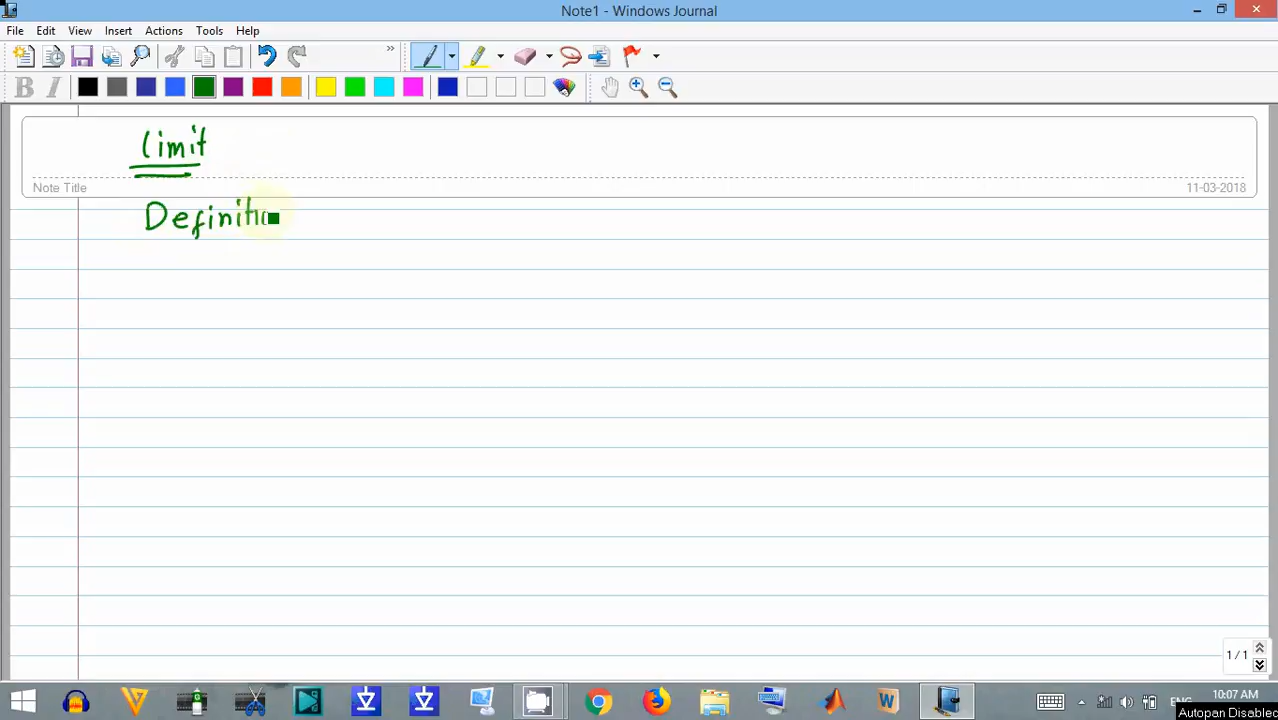 Note1 - Windows Journal
File Edit View Insert Actions Tools Help
B I
limit
Note Title
11-03-2018
Definitio
1 / 1
ENG
10:07 AM
Autopan Disabled